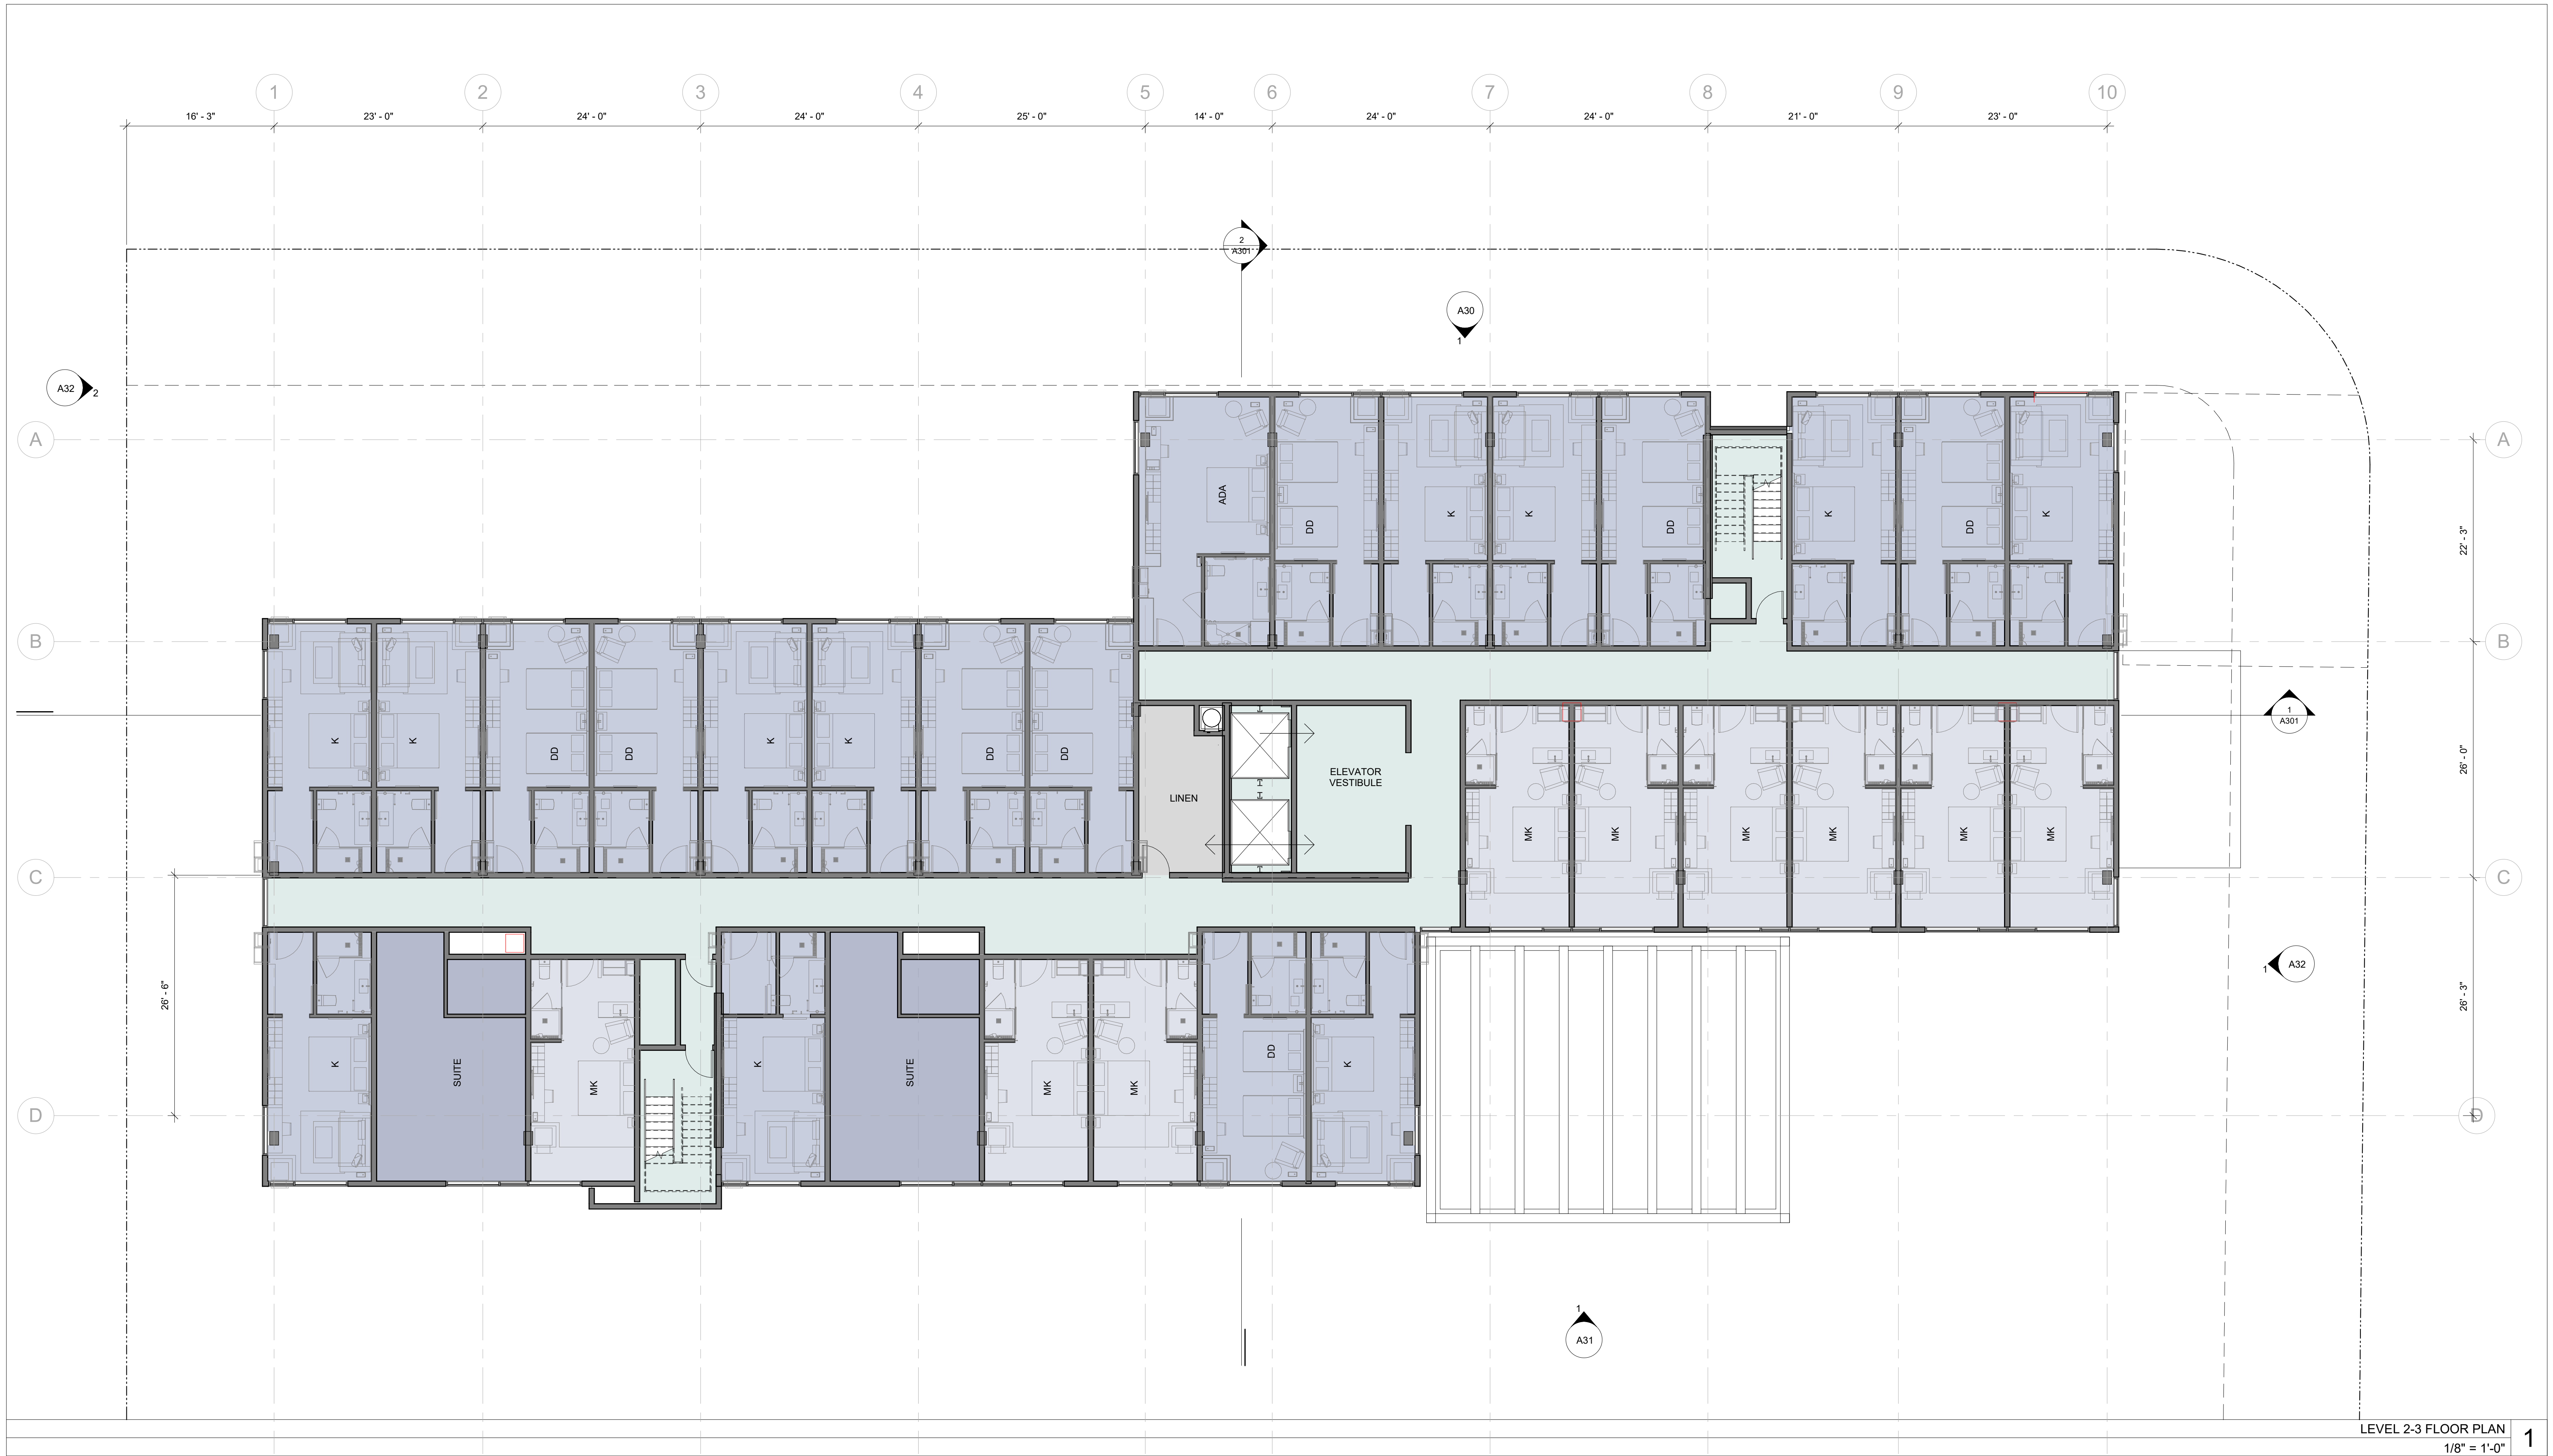 1 2 3 4 5 6 7 8 9 10
16' - 3" 23' - 0" 24' - 0" 24' - 0" 25' - 0" 14' - 0" 24' - 0" 24' - 0" 21' - 0" 23' - 0"
2
A301
A30
1
A32 2
A A
ADA DD K K DD K DD K
22' - 3"
B B
K K DD DD K K DD DD
LINEN
ELEVATOR
VESTIBULE
MK MK MK MK MK MK
1
A301
26' - 0"
C C
26' - 6"
K SUITE MK K SUITE MK MK DD K
1 A32
26' - 3"
D D
1
A31
LEVEL 2-3 FLOOR PLAN
1/8" = 1'-0"
1